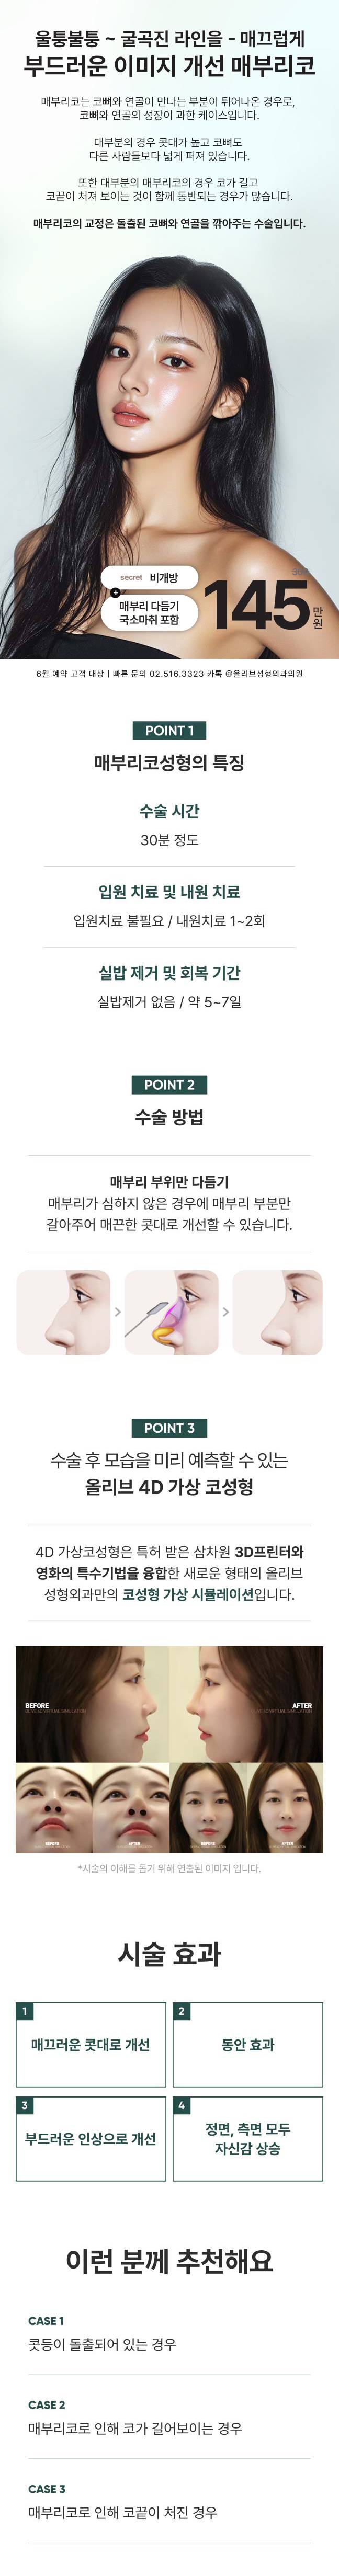 울퉁불퉁 ~ 굴곡진 라인을 - 매끄럽게
부드러운 이미지 개선 매부리코
매부리코는 코뼈와 연골이 만나는 부분이 튀어나온 경우로,
코뼈와 연골의 성장이 과한 케이스입니다.
대부분의 경우 콧대가 높고 코뼈도
다른 사람들보다 넓게 퍼져 있습니다.
또한 대부분의 매부리코의 경우 코가 길고
코끝이 처져 보이는 것이 함께 동반되는 경우가 많습니다.
매부리코의 교정은 돌출된 코뼈와 연골을 깎아주는 수술입니다.
secret 비개방
매부리 다듬기
국소마취 포함
145만원
6월 예약 고객 대상 | 빠른 문의 02.516.3323 카톡 @올리브성형외과의원
POINT 1
매부리코성형의 특징
수술 시간
30분 정도
입원 치료 및 내원 치료
입원치료 불필요 / 내원치료 1~2회
실밥 제거 및 회복 기간
실밥제거 없음 / 약 5~7일
POINT 2
수술 방법
매부리 부위만 다듬기
매부리가 심하지 않은 경우에 매부리 부분만
갈아주어 매끈한 콧대로 개선할 수 있습니다.
POINT 3
수술 후 모습을 미리 예측할 수 있는
올리브 4D 가상 코성형
4D 가상코성형은 특허 받은 삼차원 3D프린터와
영화의 특수기법을 융합한 새로운 형태의 올리브
성형외과만의 코성형 가상 시뮬레이션입니다.
BEFORE
AFTER
BEFORE
AFTER
BEFORE
AFTER
*시술의 이해를 돕기 위해 연출된 이미지 입니다.
시술 효과
1
매끄러운 콧대로 개선
2
동안 효과
3
부드러운 인상으로 개선
4
정면, 측면 모두
자신감 상승
이런 분께 추천해요
CASE 1
콧등이 돌출되어 있는 경우
CASE 2
매부리코로 인해 코가 길어보이는 경우
CASE 3
매부리코로 인해 코끝이 처진 경우